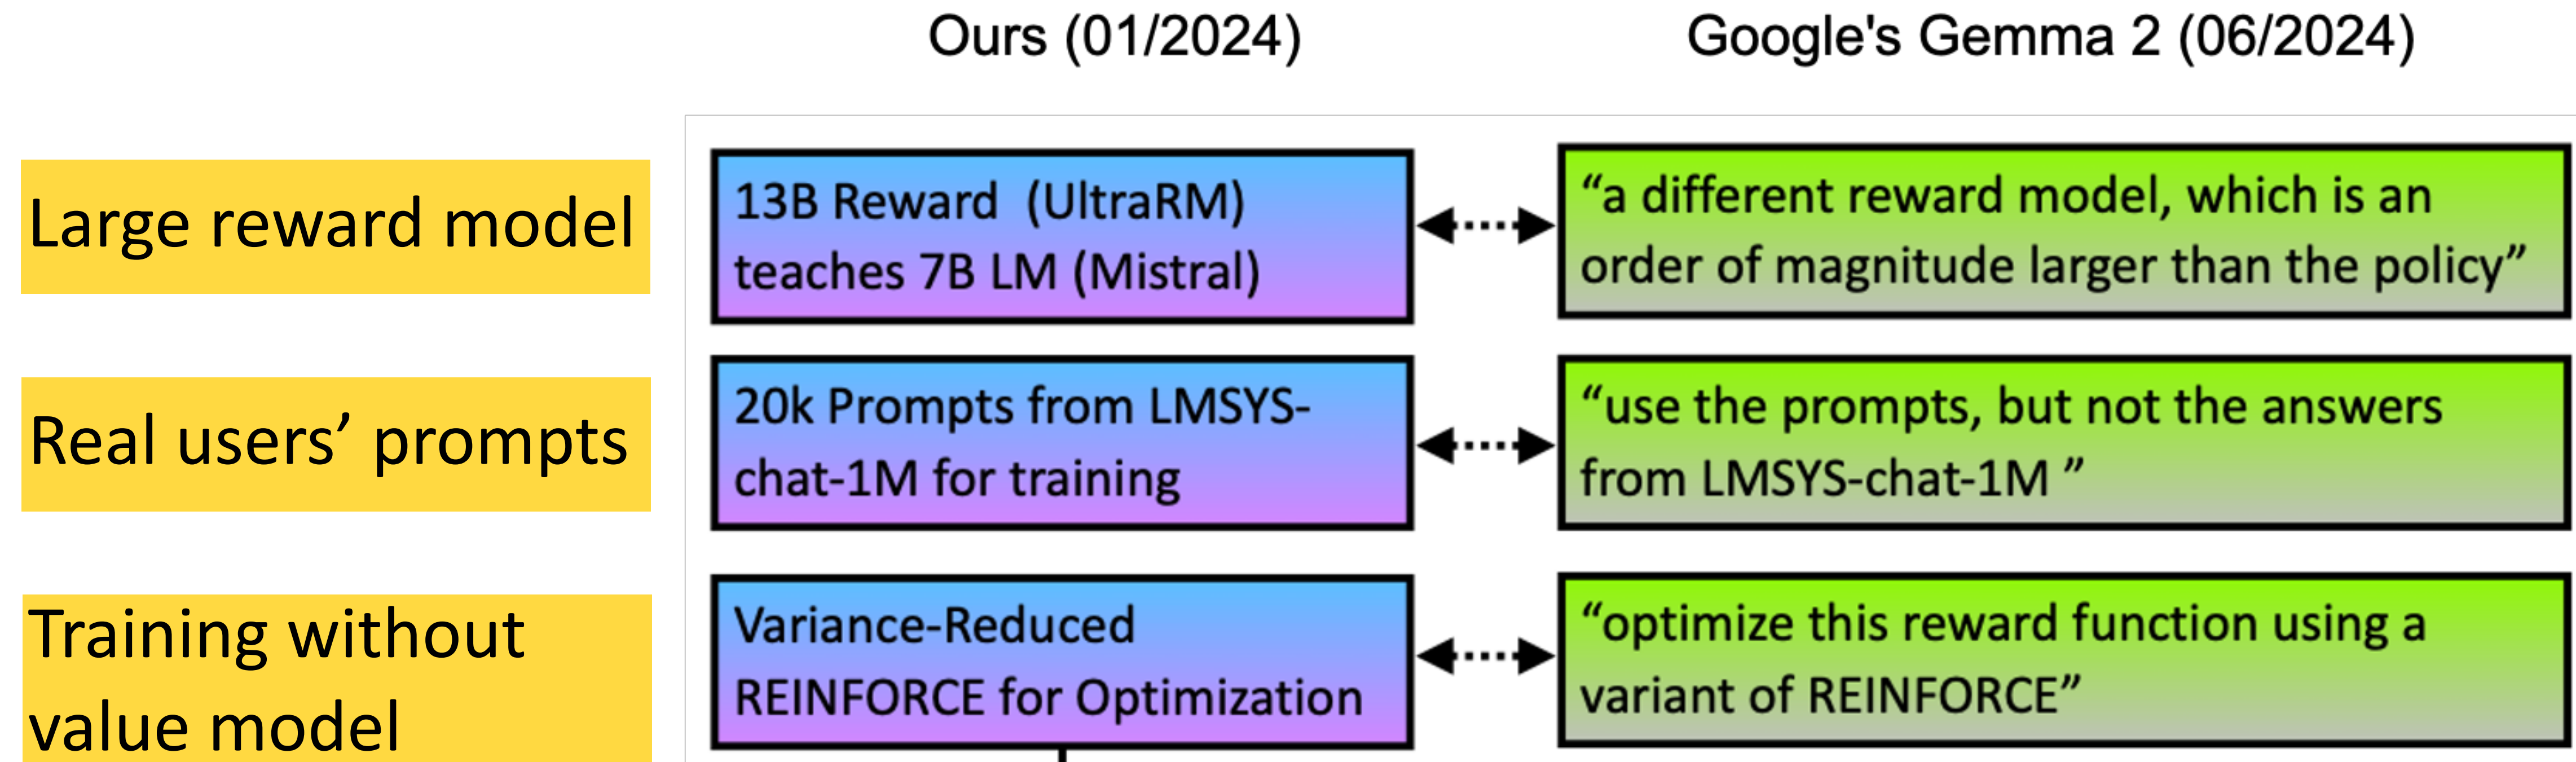 Ours (01/2024)
Google's Gemma 2 (06/2024)
Large reward model
13B Reward  (UltraRM)
teaches 7B LM (Mistral)
“a different reward model, which is an
order of magnitude larger than the policy”
Real users’ prompts
20k Prompts from LMSYS-
chat-1M for training
“use the prompts, but not the answers
from LMSYS-chat-1M ”
Training without
value model
Variance-Reduced
REINFORCE for Optimization
“optimize this reward function using a
variant of REINFORCE”